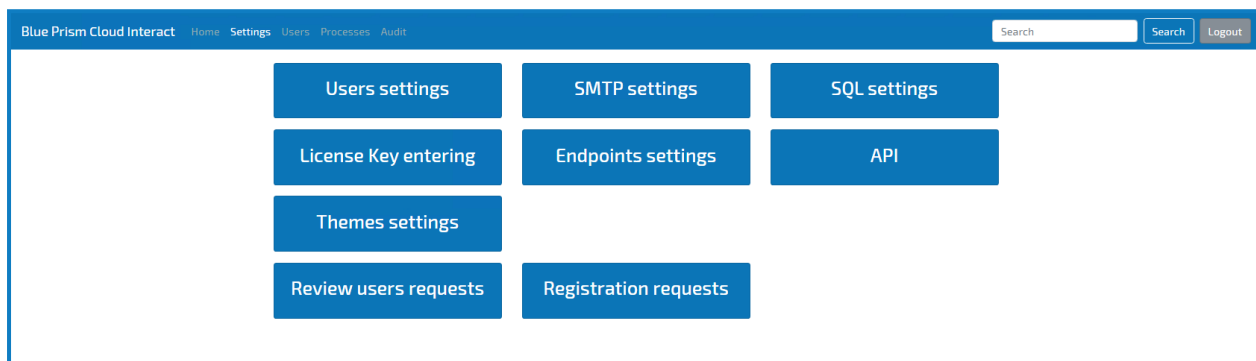 Blue Prism Cloud Interact Home Settings Users Processes Audit Search Search Logout
Users settings SMTP settings SQL settings
License Key entering Endpoints settings API
Themes settings
Review users requests Registration requests